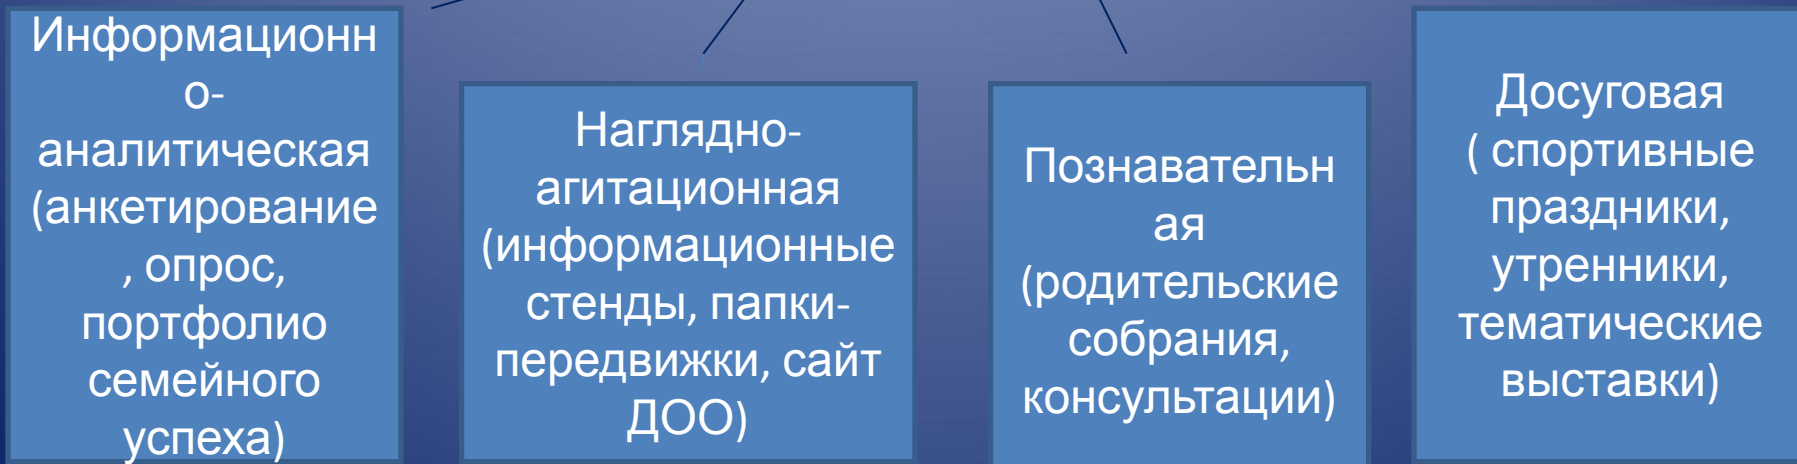 Информационн
о-
аналитическая
(анкетирование
, опрос,
портфолио
семейного
успеха)
Наглядно-
агитационная
(информационные
стенды, папки-
передвижки, сайт
ДОО)
Познавательн
ая
(родительские
собрания,
консультации)
Досуговая
( спортивные
праздники,
утренники,
тематические
выставки)